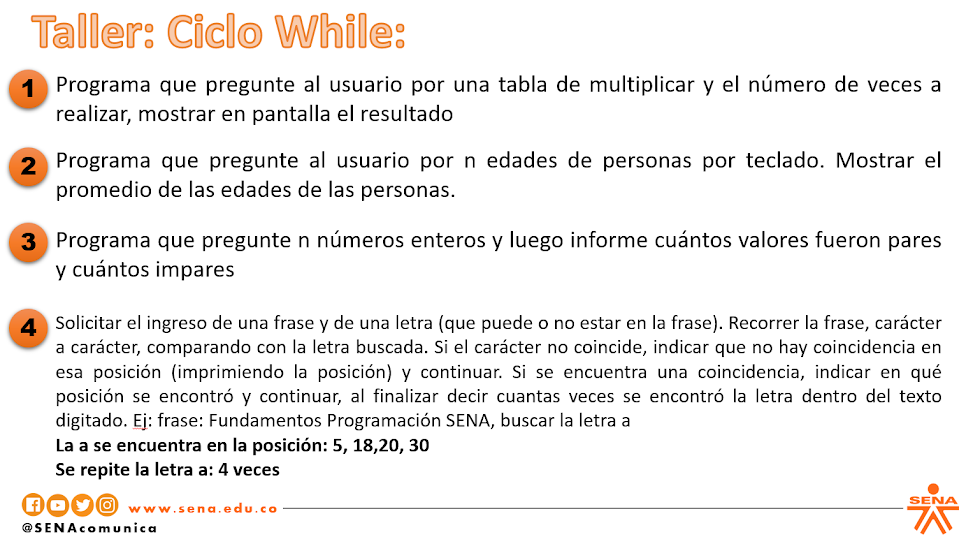 Taller: Ciclo While:
1 Programa que pregunte al usuario por una tabla de multiplicar y el número de veces a
realizar, mostrar en pantalla el resultado
2 Programa que pregunte al usuario por n edades de personas por teclado. Mostrar el
promedio de las edades de las personas.
3 Programa que pregunte n números enteros y luego informe cuántos valores fueron pares
y cuántos impares
4 Solicitar el ingreso de una frase y de una letra (que puede o no estar en la frase). Recorrer la frase, carácter
a carácter, comparando con la letra buscada. Si el carácter no coincide, indicar que no hay coincidencia en
esa posición (imprimiendo la posición) y continuar. Si se encuentra una coincidencia, indicar en qué
posición se encontró y continuar, al finalizar decir cuantas veces se encontró la letra dentro del texto
digitado. Ej: frase: Fundamentos Programación SENA, buscar la letra a
La a se encuentra en la posición: 5, 18,20, 30
Se repite la letra a: 4 veces
www.sena.edu.co
@SENAcomunica
SENA